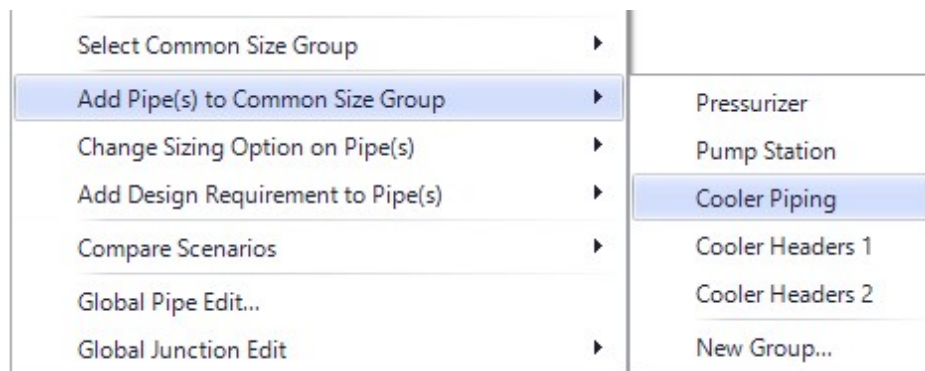 Select Common Size Group
Add Pipe(s) to Common Size Group
Change Sizing Option on Pipe(s)
Add Design Requirement to Pipe(s)
Compare Scenarios
Global Pipe Edit...
Global Junction Edit
Pressurizer
Pump Station
Cooler Piping
Cooler Headers 1
Cooler Headers 2
New Group...